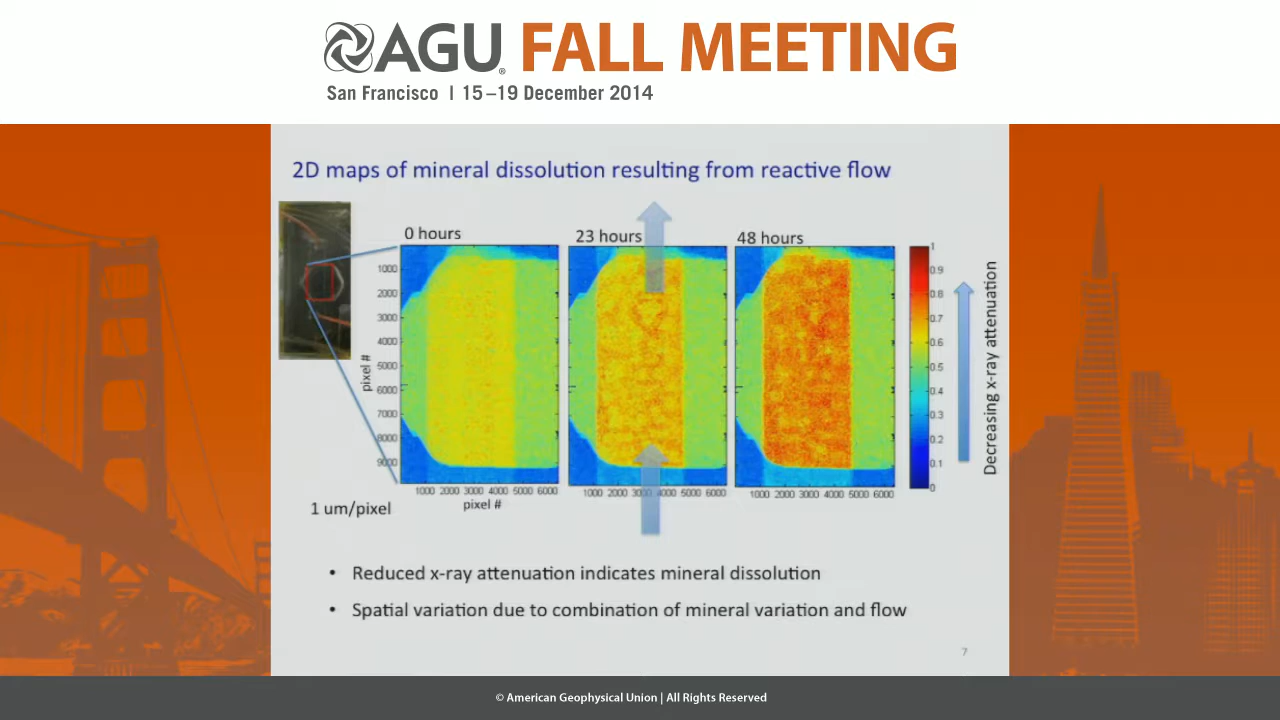 AGU® FALL MEETING
San Francisco | 15–19 December 2014
2D maps of mineral dissolution resulting from reactive flow
0 hours
23 hours
48 hours
1000
2000
3000
4000
5000
6000
7000
8000
9000
pixel #
1000 2000 3000 4000 5000 6000
pixel #
1000 2000 3000 4000 5000 6000
1000 2000 3000 4000 5000 6000
1
0.9
0.8
0.7
0.6
0.5
0.4
0.3
0.2
0.1
0
Decreasing x-ray attenuation
1 um/pixel
• Reduced x-ray attenuation indicates mineral dissolution
• Spatial variation due to combination of mineral variation and flow
7
© American Geophysical Union | All Rights Reserved